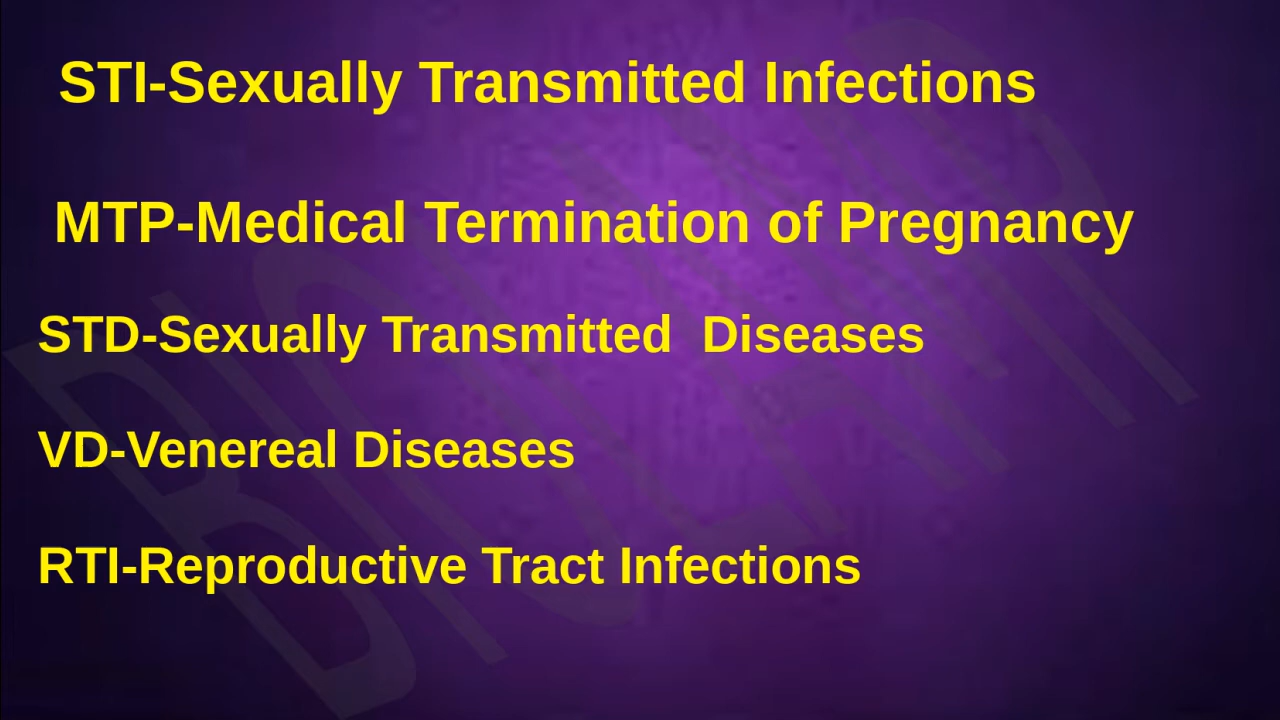 STI-Sexually Transmitted Infections
MTP-Medical Termination of Pregnancy
STD-Sexually Transmitted  Diseases
VD-Venereal Diseases
RTI-Reproductive Tract Infections